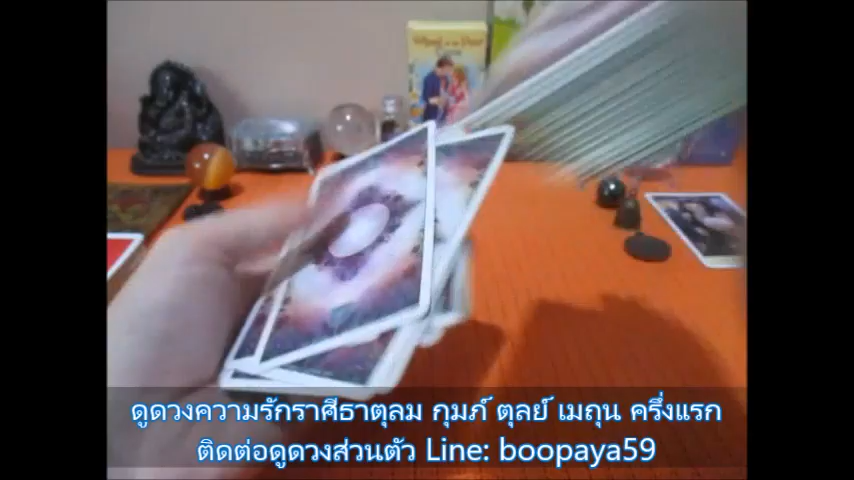 ดูดวงความรักราศีธาตุลม กุมภ์ ตุลย์ เมถุน ครึ่งแรก
ติดต่อดูดวงส่วนตัว Line: boopaya59